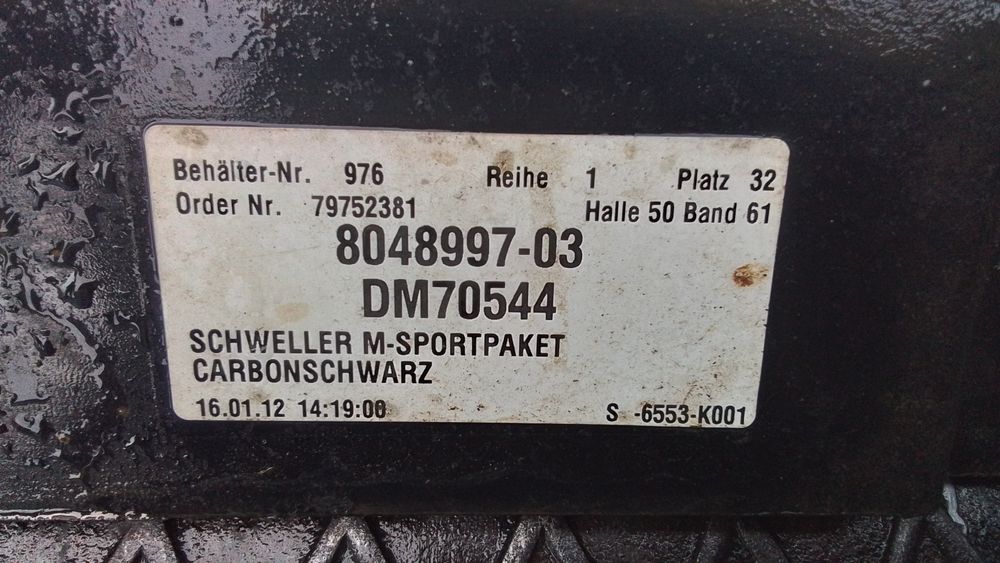 Behälter-Nr. 976 Reihe 1 Platz 32
Order Nr. 79752381 Halle 50 Band 61
8048997-03
DM70544
SCHWELLER M-SPORTPAKET
CARBONSCHWARZ
16.01.12 14:19:00 S -6553-K001